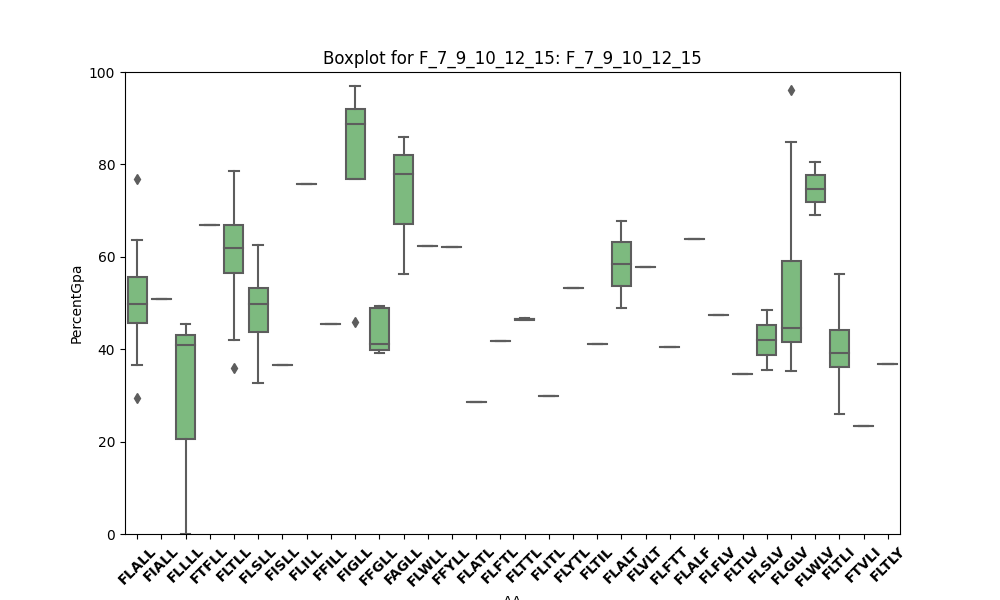 Boxplot for F_7_9_10_12_15: F_7_9_10_12_15
PercentGpa
100
80
60
40
20
0
FLALL FIALL FLLLL FTFLL FLTLL FLSLL FISLL FLILL FFILL FIGLL FFGLL FAGLL FLWLL FFYLL FLATL FLFTL FLTTL FLITL FLYTL FLTIL FLALT FLVLT FLFTT FLALF FLFLV FLTLV FLSLV FLGLV FLWLV FLTLI FTVLI FLTLY
AA